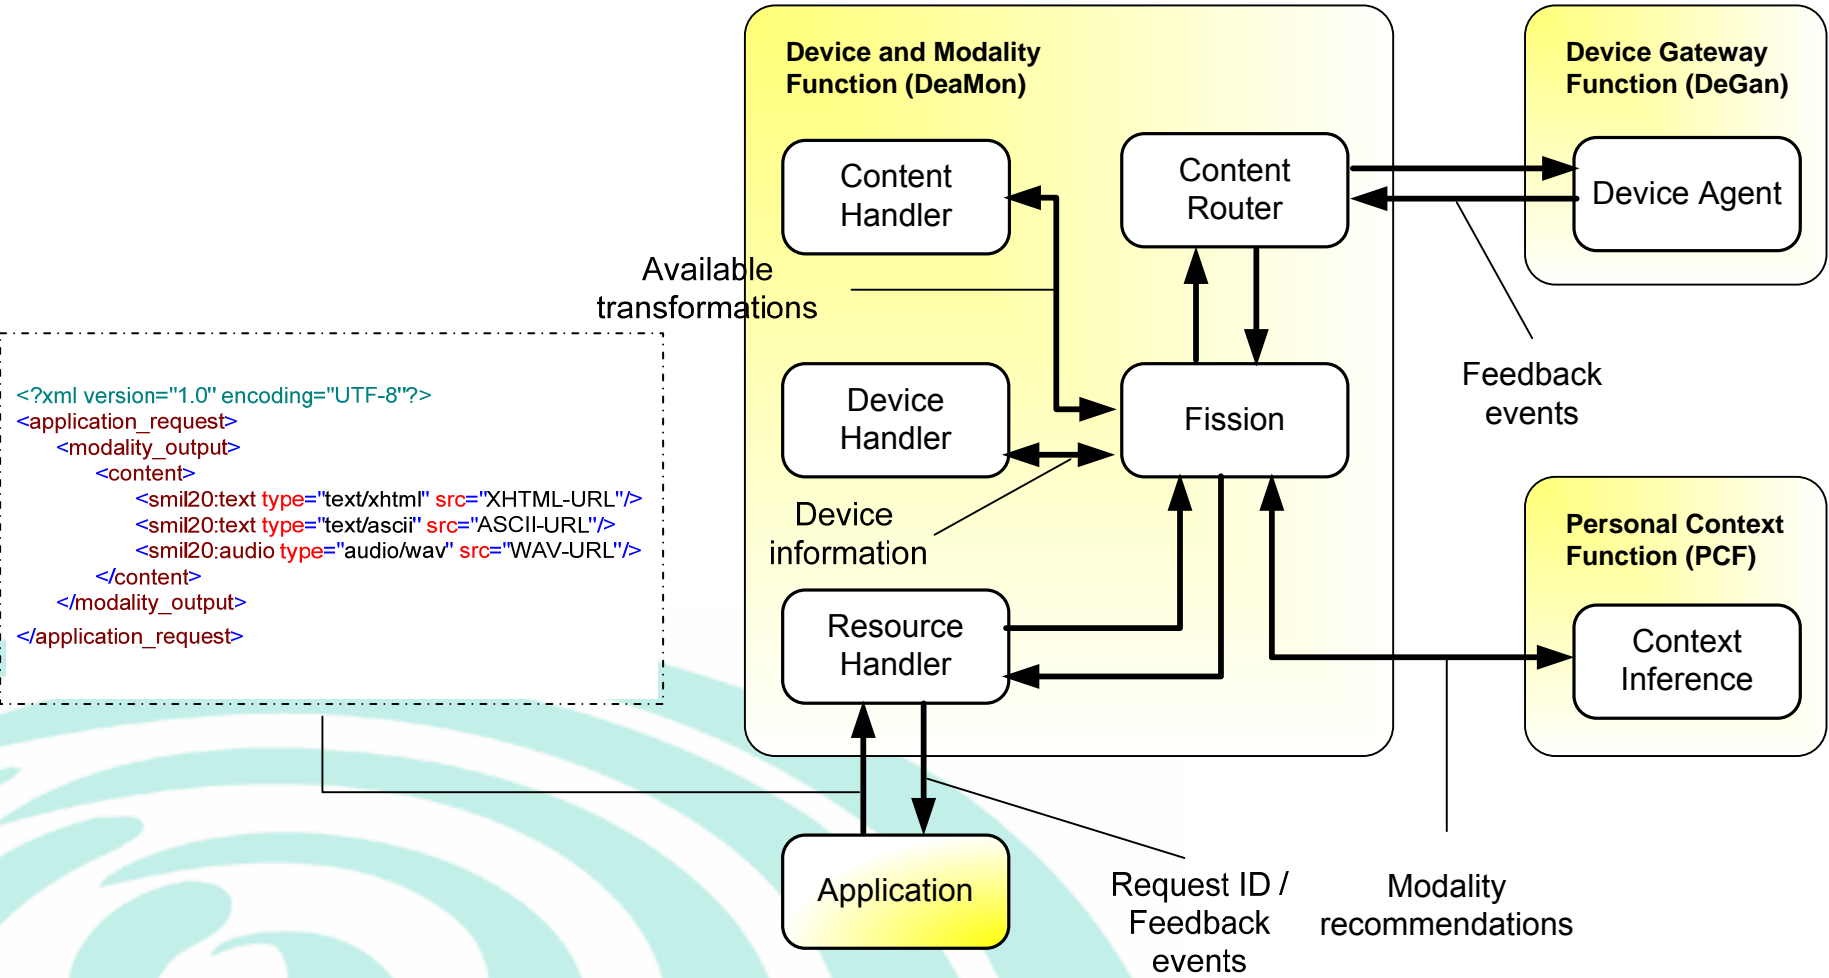 Device and Modality
Function (DeaMon)
Device Gateway
Function (DeGan)
Content
Handler
Content
Router
Device Agent
Available
transformations
Feedback
events
<?xml version="1.0" encoding="UTF-8"?>
<application_request>
<modality_output>
<content>
<smil20:text type="text/xhtml" src="XHTML-URL"/>
<smil20:text type="text/ascii" src="ASCII-URL"/>
<smil20:audio type="audio/wav" src="WAV-URL"/>
</content>
</modality_output>
</application_request>
Device
Handler
Fission
Device
information
Personal Context
Function (PCF)
Resource
Handler
Context
Inference
Application
Request ID /
Feedback
events
Modality
recommendations